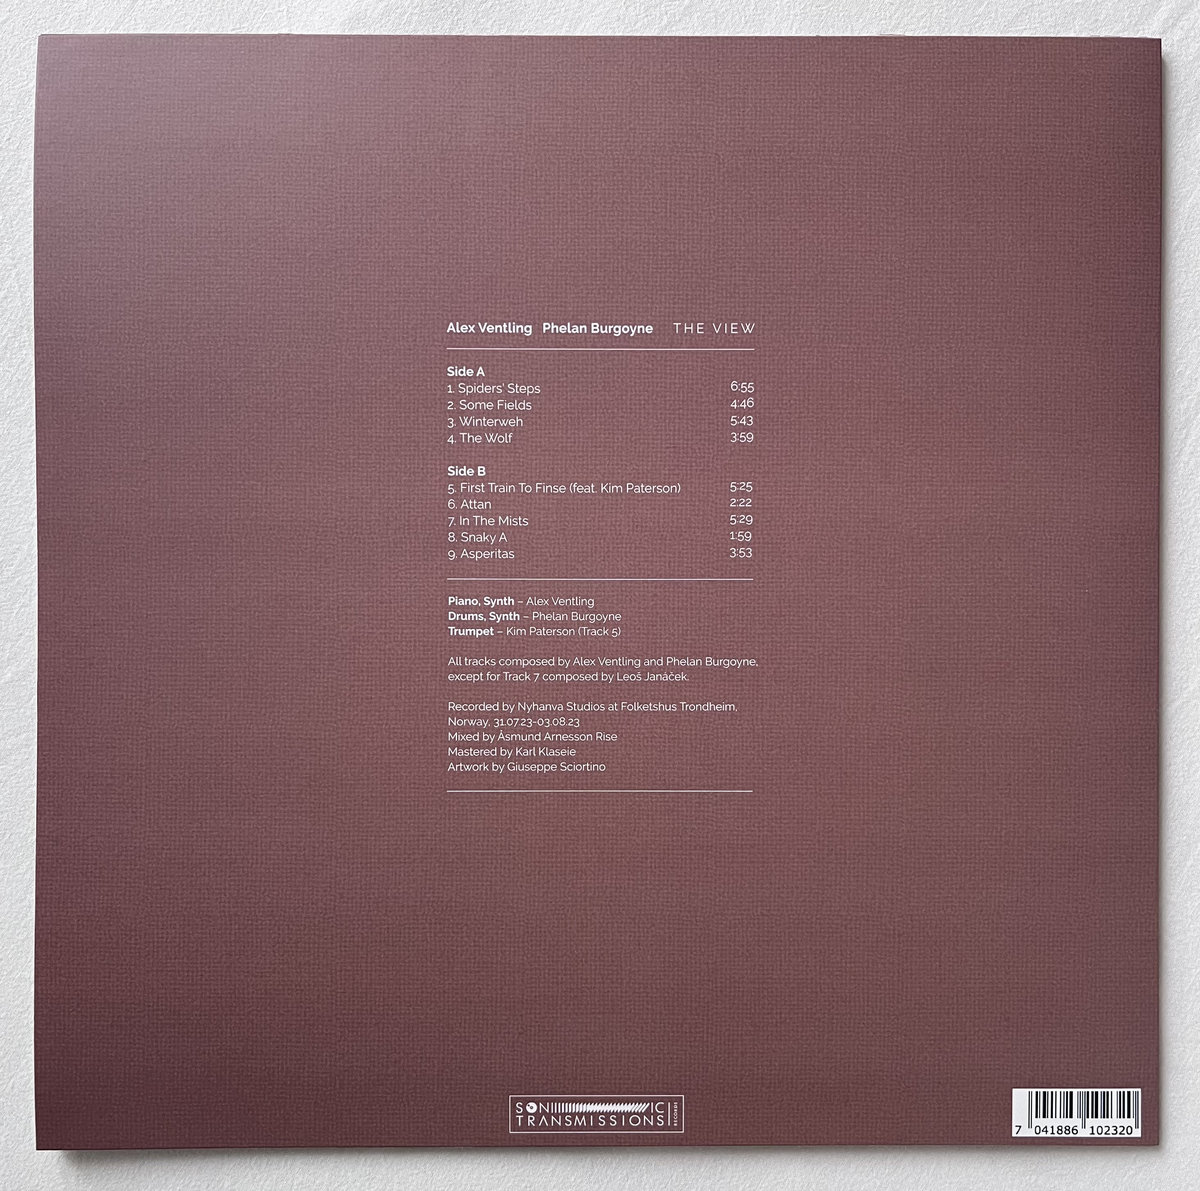 Alex Ventling Phelan Burgoyne THE VIEW
Side A
1. Spiders' Steps 6:55
2. Some Fields 4:46
3. Winterweh 5:43
4. The Wolf 3:59
Side B
5. First Train To Finse (feat. Kim Paterson) 5:25
6. Attan 2:22
7. In The Mists 5:29
8. Snaky A 1:59
9. Asperitas 3:53
Piano, Synth – Alex Ventling
Drums, Synth – Phelan Burgoyne
Trumpet – Kim Paterson (Track 5)
All tracks composed by Alex Ventling and Phelan Burgoyne,
except for Track 7 composed by Leoš Janáček.
Recorded by Nyhanva Studios at Folketshus Trondheim,
Norway, 31.07.23-03.08.23
Mixed by Åsmund Arnesson Rise
Mastered by Karl Klaseie
Artwork by Giuseppe Sciortino
SONIC
TRANSMISSIONS
RECORDS
7 041886 102320